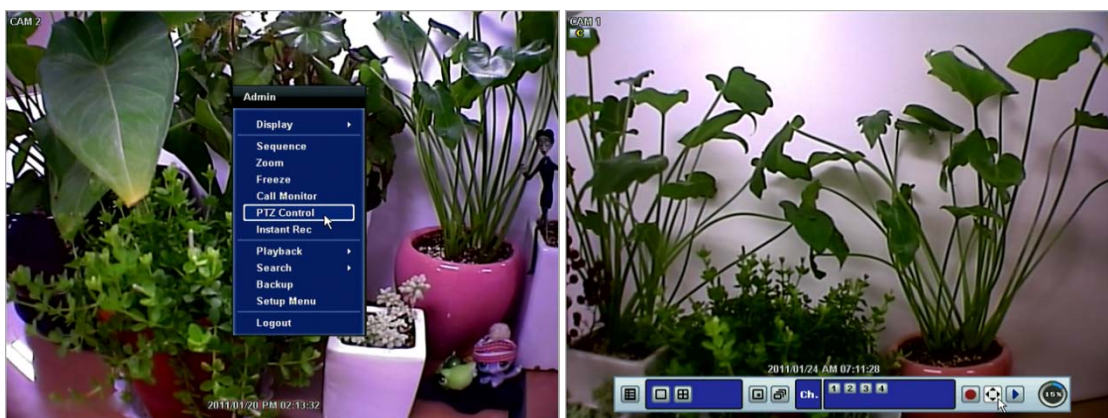 CAM 2
Admin
Display
Sequence
Zoom
Freeze
Call Monitor
PTZ Control
Instant Rec
Playback
Search
Backup
Setup Menu
Logout
2011/01/20 PM 02:13:32
CAM 1
C
2011/01/24 AM 07:11:28
Ch. 1 2 3 4
15%